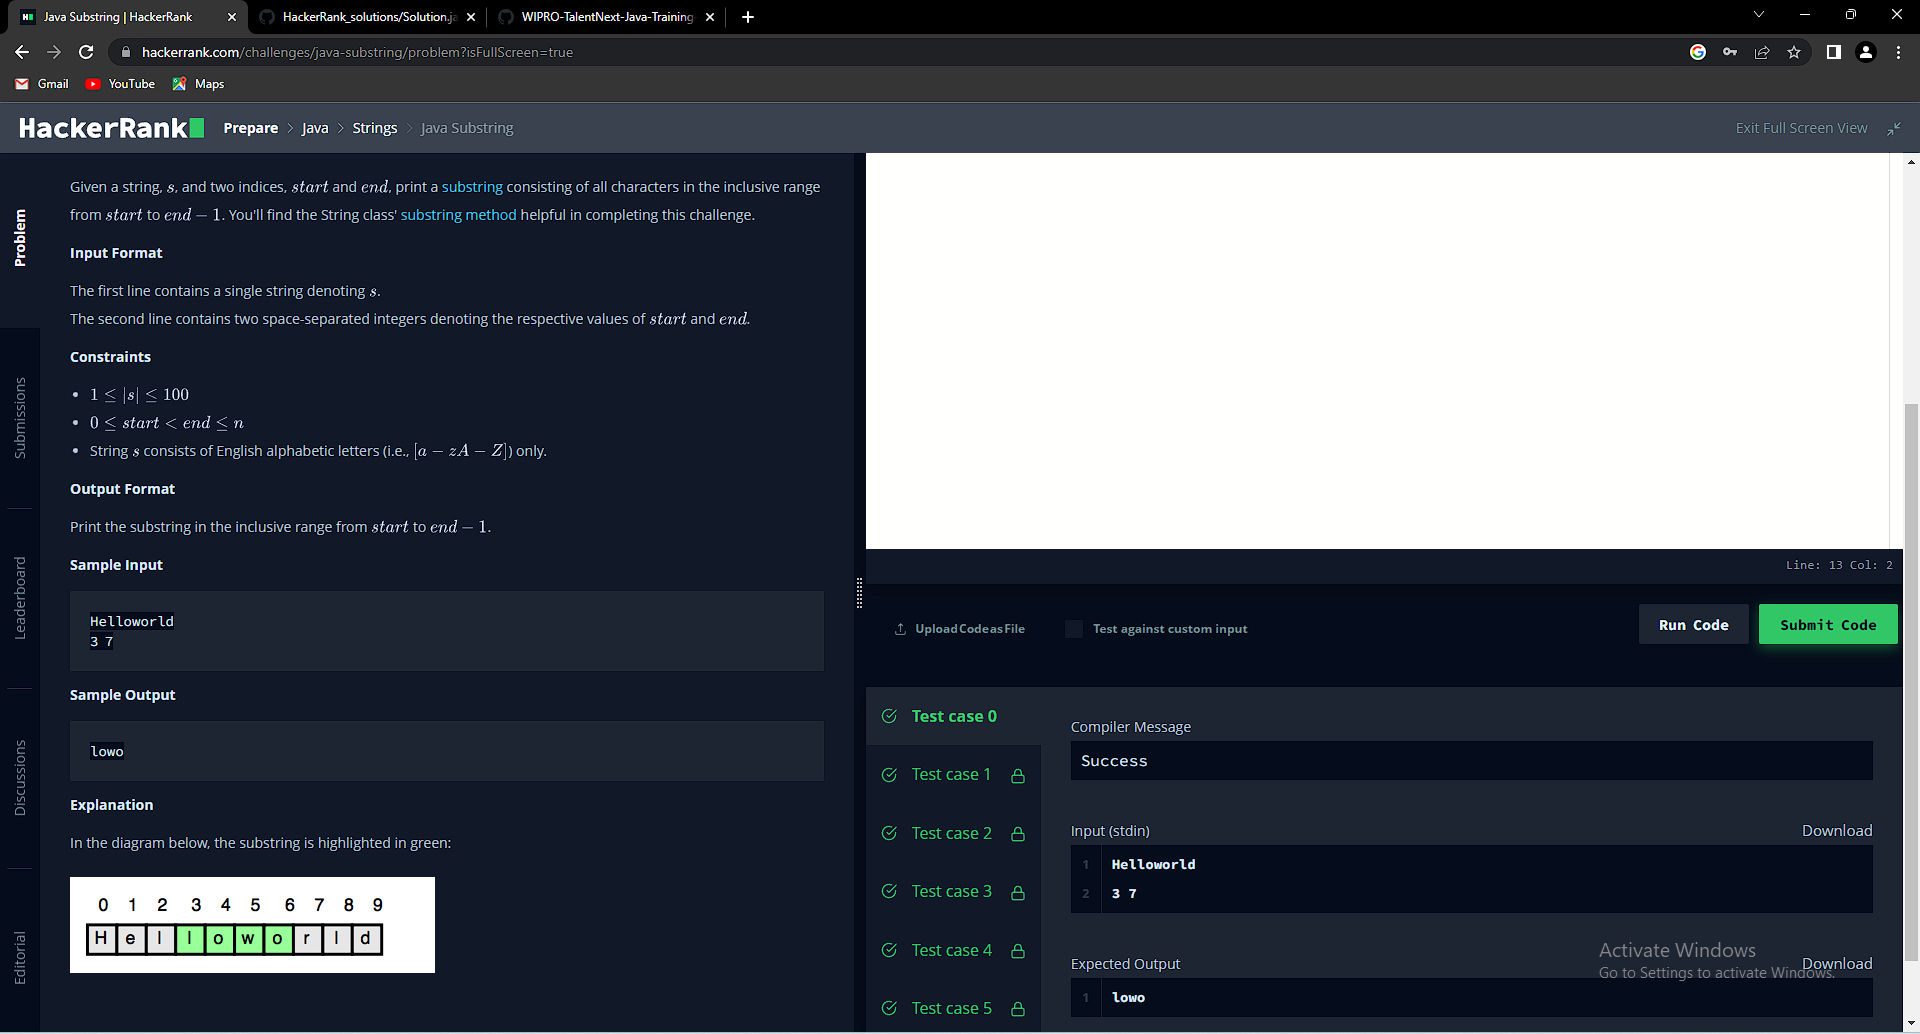 Java Substring | HackerRank
HackerRank_solutions/Solution.ja
WIPRO-TalentNext-Java-Training
hackerrank.com/challenges/java-substring/problem?isFullScreen=true
Gmail
YouTube
Maps
HackerRank
Prepare > Java > Strings > Java Substring
Exit Full Screen View
Problem
Submissions
Leaderboard
Discussions
Editorial
Given a string, s, and two indices, start and end, print a substring consisting of all characters in the inclusive range
from start to end − 1. You'll find the String class' substring method helpful in completing this challenge.
Input Format
The first line contains a single string denoting s.
The second line contains two space-separated integers denoting the respective values of start and end.
Constraints
• 1 ≤ |s| ≤ 100
• 0 ≤ start < end ≤ n
• String s consists of English alphabetic letters (i.e., [a − zA − Z]) only.
Output Format
Print the substring in the inclusive range from start to end − 1.
Sample Input
Helloworld
3 7
Sample Output
lowo
Explanation
In the diagram below, the substring is highlighted in green:
0 1 2 3 4 5 6 7 8 9
H e l l o w o r l d
Line: 13 Col: 2
Upload Code as File
Test against custom input
Run Code
Submit Code
Test case 0
Test case 1
Test case 2
Test case 3
Test case 4
Test case 5
Compiler Message
Success
Input (stdin)
Download
1 Helloworld
2 3 7
Expected Output
Download
1 lowo
Activate Windows
Go to Settings to activate Windows.